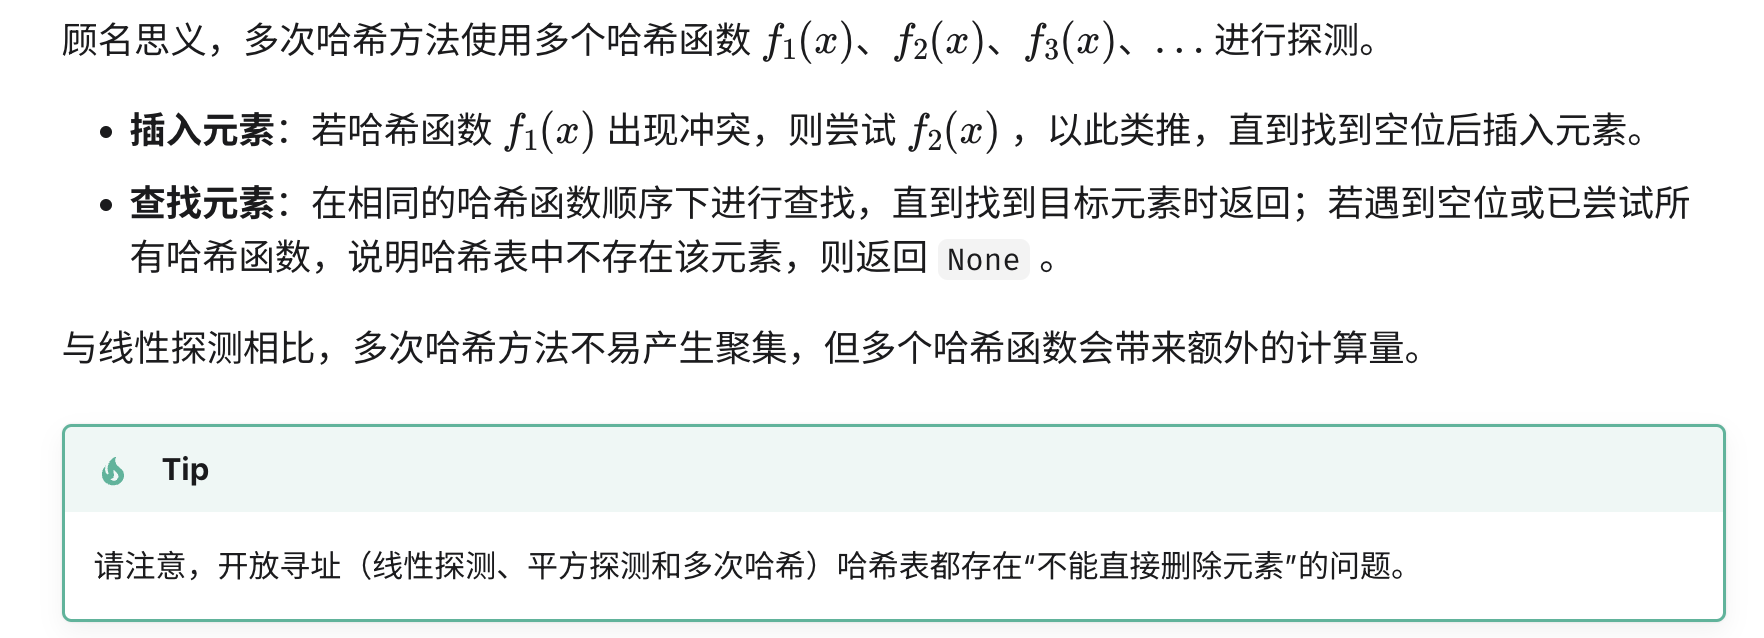 顾名思义，多次哈希方法使用多个哈希函数 f₁(x)、f₂(x)、f₃(x)、... 进行探测。
• 插入元素：若哈希函数 f₁(x) 出现冲突，则尝试 f₂(x) ，以此类推，直到找到空位后插入元素。
• 查找元素：在相同的哈希函数顺序下进行查找，直到找到目标元素时返回；若遇到空位或已尝试所
有哈希函数，说明哈希表中不存在该元素，则返回 None 。
与线性探测相比，多次哈希方法不易产生聚集，但多个哈希函数会带来额外的计算量。
Tip
请注意，开放寻址（线性探测、平方探测和多次哈希）哈希表都存在“不能直接删除元素”的问题。